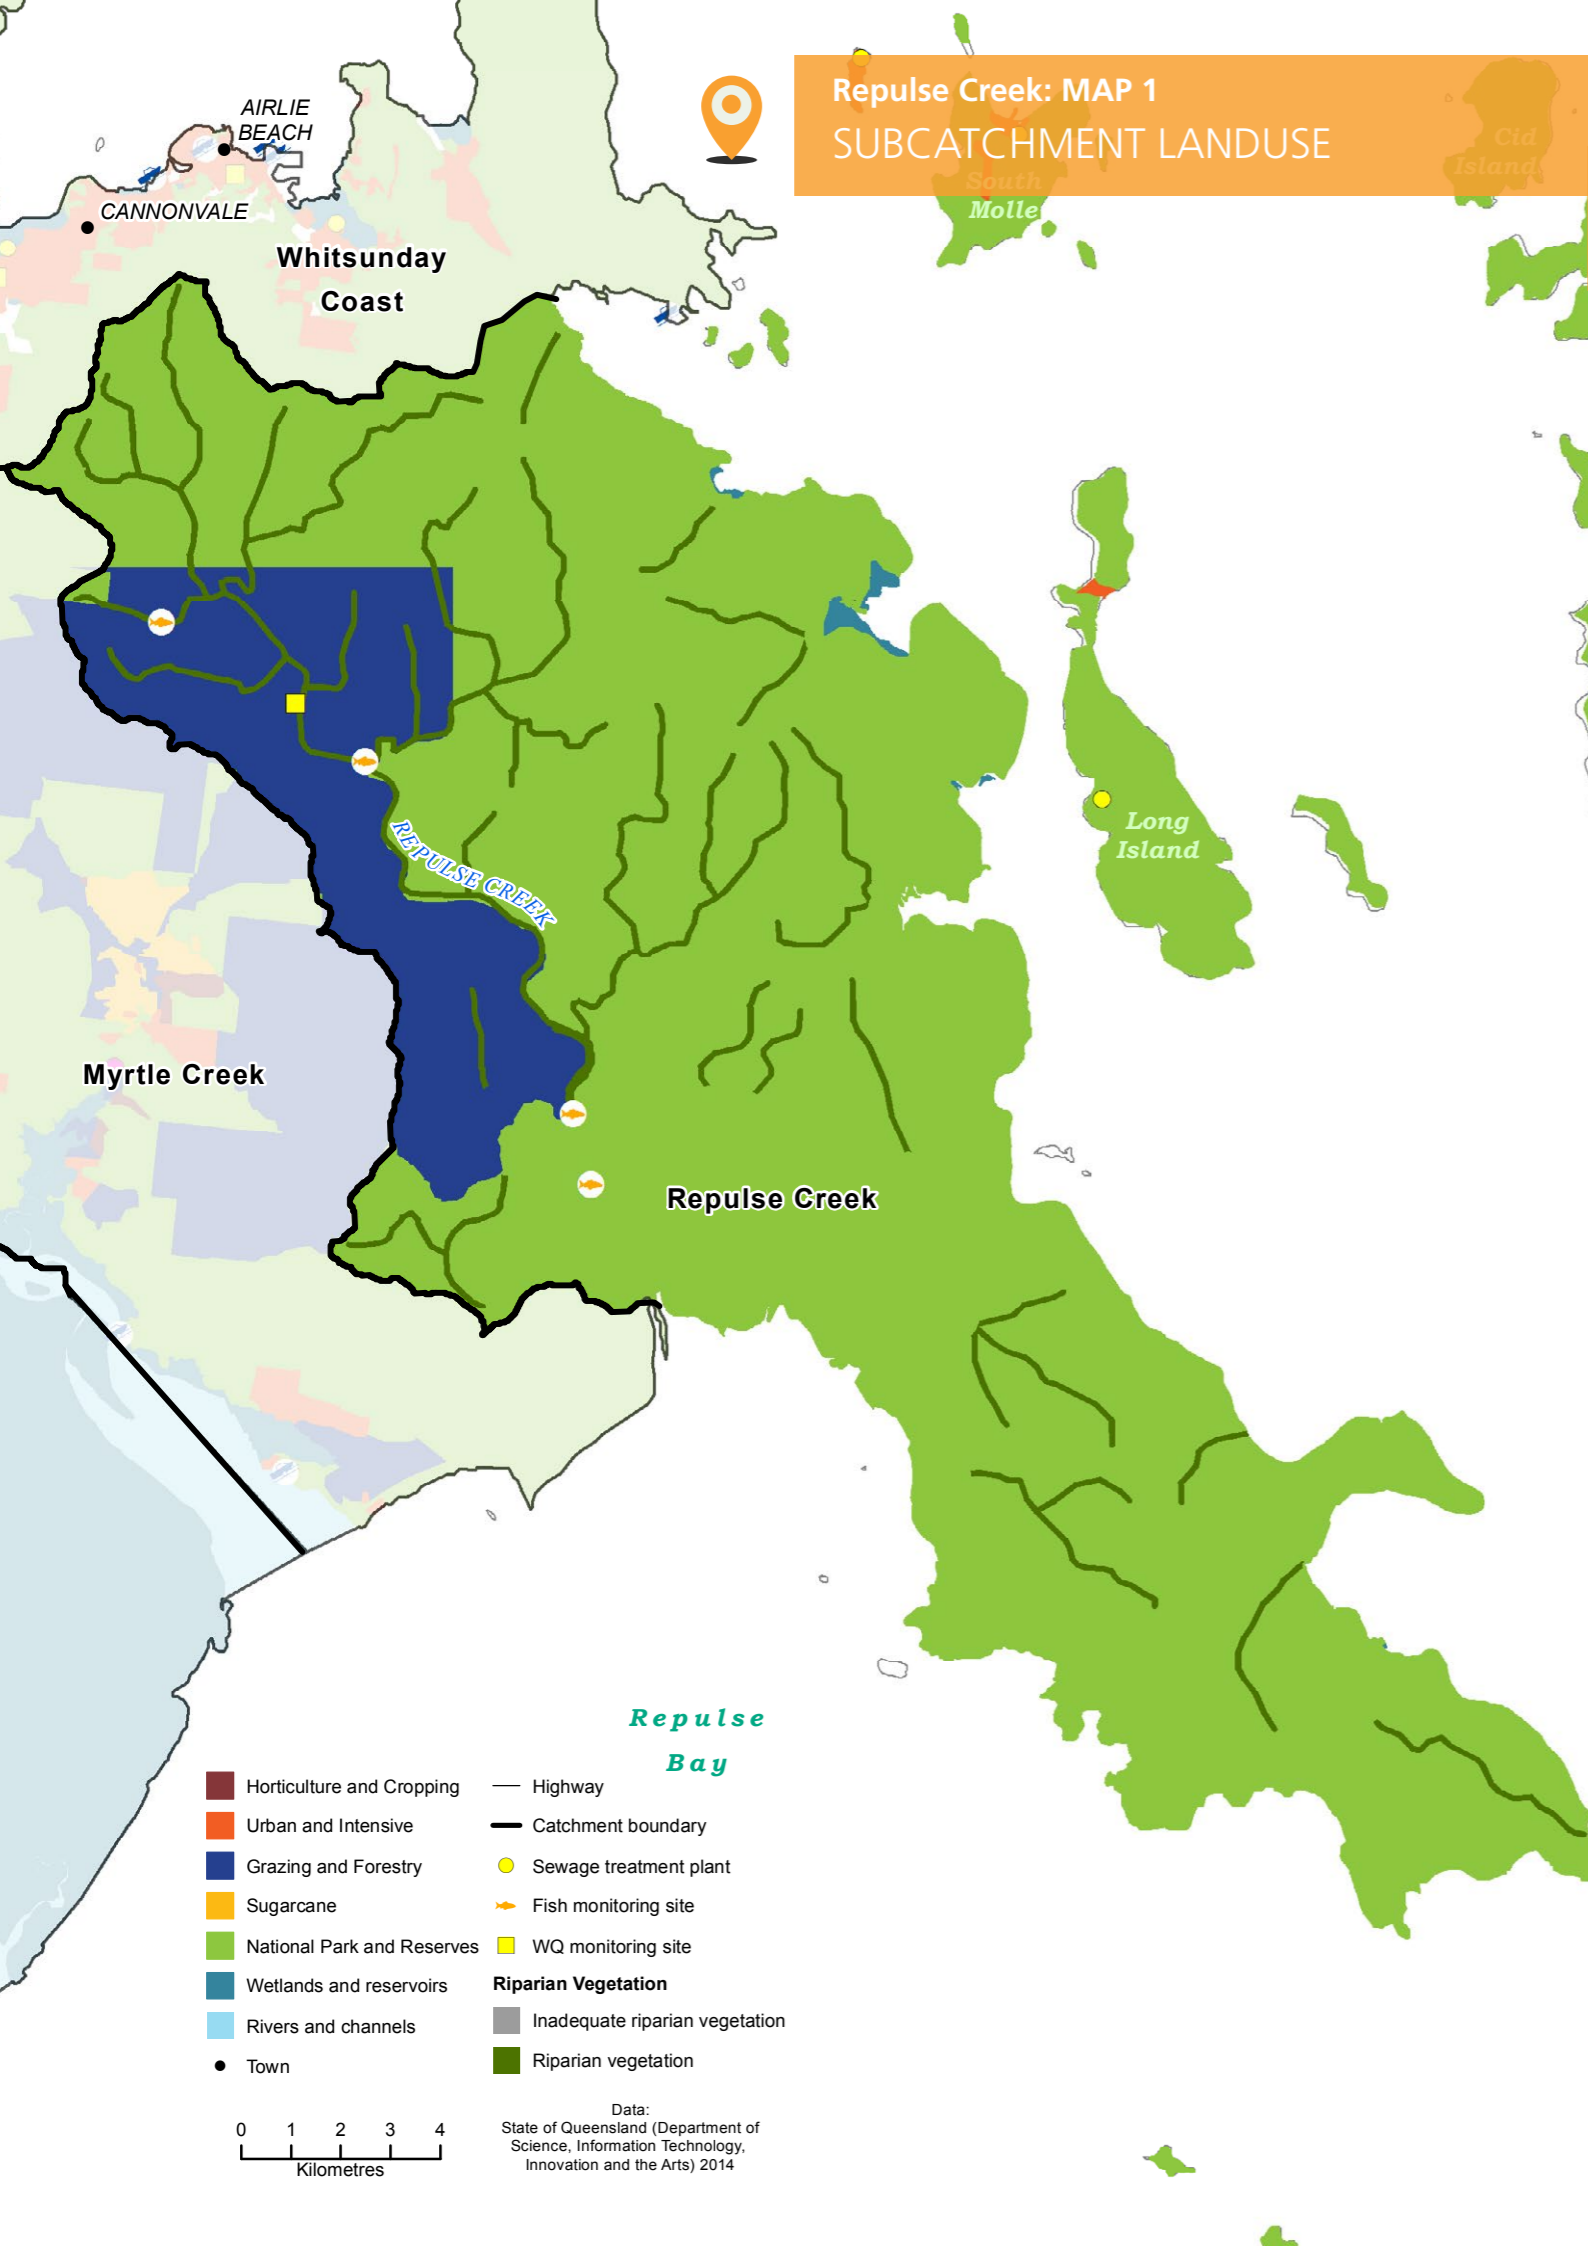 Repulse Creek: MAP 1
SUBCATCHMENT LANDUSE
Cid
Island
South
Molle
AIRLIE
BEACH
CANNONVALE
Whitsunday
Coast
REPULSE CREEK
Long
Island
Myrtle Creek
Repulse Creek
Repulse
Bay
Horticulture and Cropping
Urban and Intensive
Grazing and Forestry
Sugarcane
National Park and Reserves
Wetlands and reservoirs
Rivers and channels
Town
Highway
Catchment boundary
Sewage treatment plant
Fish monitoring site
WQ monitoring site
Riparian Vegetation
Inadequate riparian vegetation
Riparian vegetation
0 1 2 3 4
Kilometres
Data:
State of Queensland (Department of
Science, Information Technology,
Innovation and the Arts) 2014